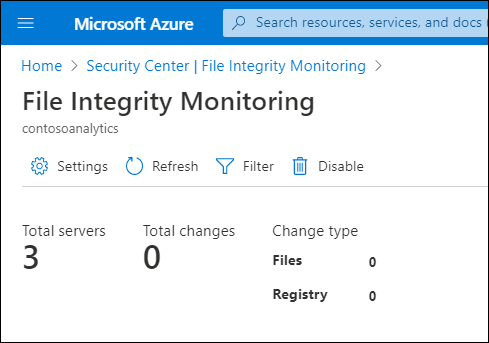 Microsoft Azure
Search resources, services, and docs
Home > Security Center | File Integrity Monitoring >
File Integrity Monitoring
contosoanalytics
Settings Refresh Filter Disable
Total servers Total changes Change type
3 0 Files 0
Registry 0